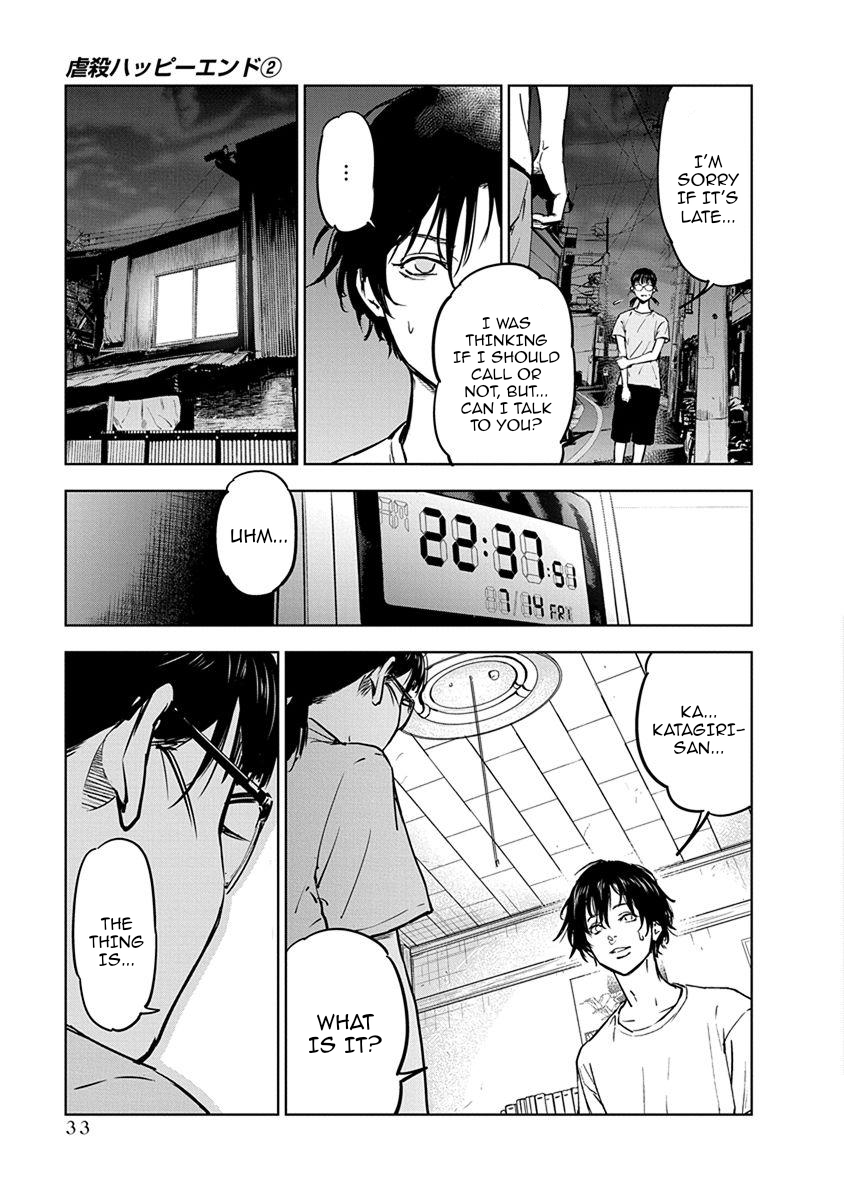 虐殺ハッピーエンド②
I'M
SORRY
IF IT'S
LATE...
...
I WAS
THINKING
IF I SHOULD
CALL OR
NOT, BUT...
CAN I TALK
TO YOU?
UHM...
22:37:51
7/14 FRI
KA...
KATAGIRI-
SAN...
WHAT
IS IT?
THE
THING
IS...
33